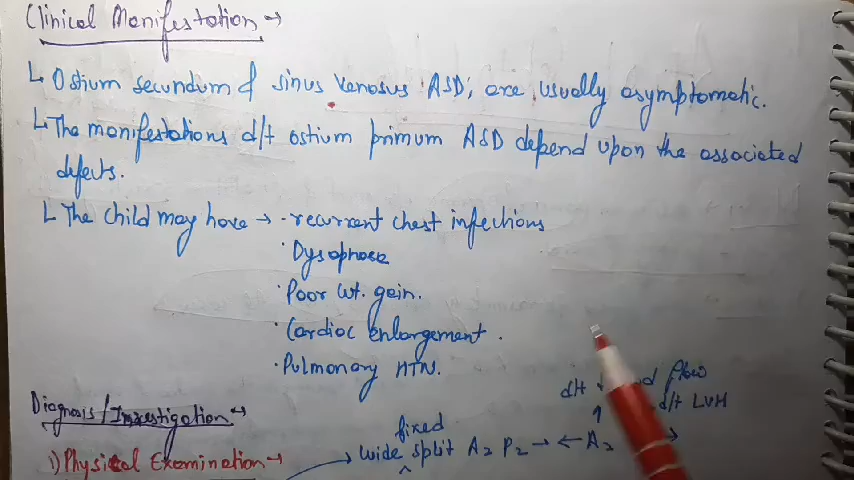 Clinical Manifestation →
↳ Ostium secundum & sinus venosus ASD, are usually asymptomatic.
↳ The manifestations d/t ostium primum ASD depend upon the associated
defects.
↳ The child may have → · recurrent chest infections
· Dyspnoea
· Poor wt. gain.
· Cardiac enlargement.
· Pulmonary HTN.
d/t ↓ flow
↑ d/t LVH
Diagnosis/Investigation →
fixed
1) Physical Examination → wide ^ split A2 P2 → ← A2 →